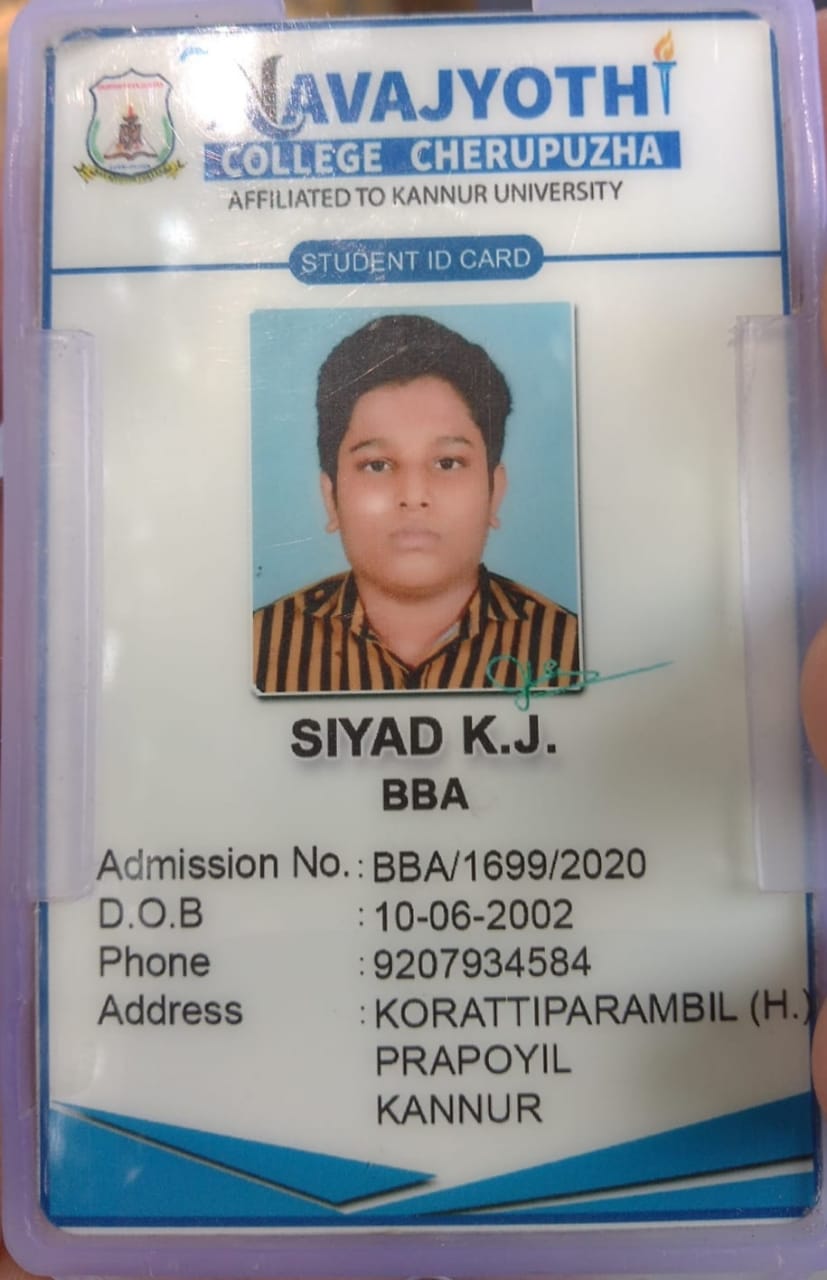 NAVAJYOTHI
COLLEGE CHERUPUZHA
AFFILIATED TO KANNUR UNIVERSITY
STUDENT ID CARD
SIYAD K.J.
BBA
Admission No. : BBA/1699/2020
D.O.B : 10-06-2002
Phone : 9207934584
Address : KORATTIPARAMBIL (H.)
PRAPOYIL
KANNUR